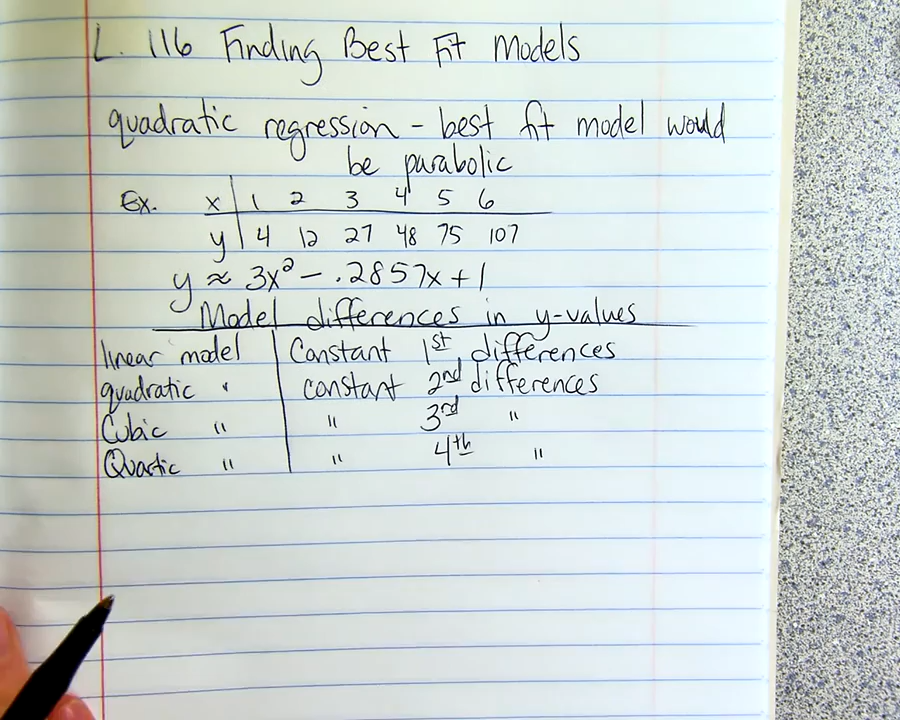 L. 116 Finding Best Fit Models
quadratic regression - best fit model would
be parabolic
Ex. x | 1 2 3 4 5 6
y | 4 12 27 48 75 107
y ≈ 3x² - .2857x + 1
Model differences in y-values
linear model | Constant 1st differences
quadratic " | constant 2nd differences
Cubic " | " 3rd "
Quartic " | " 4th "